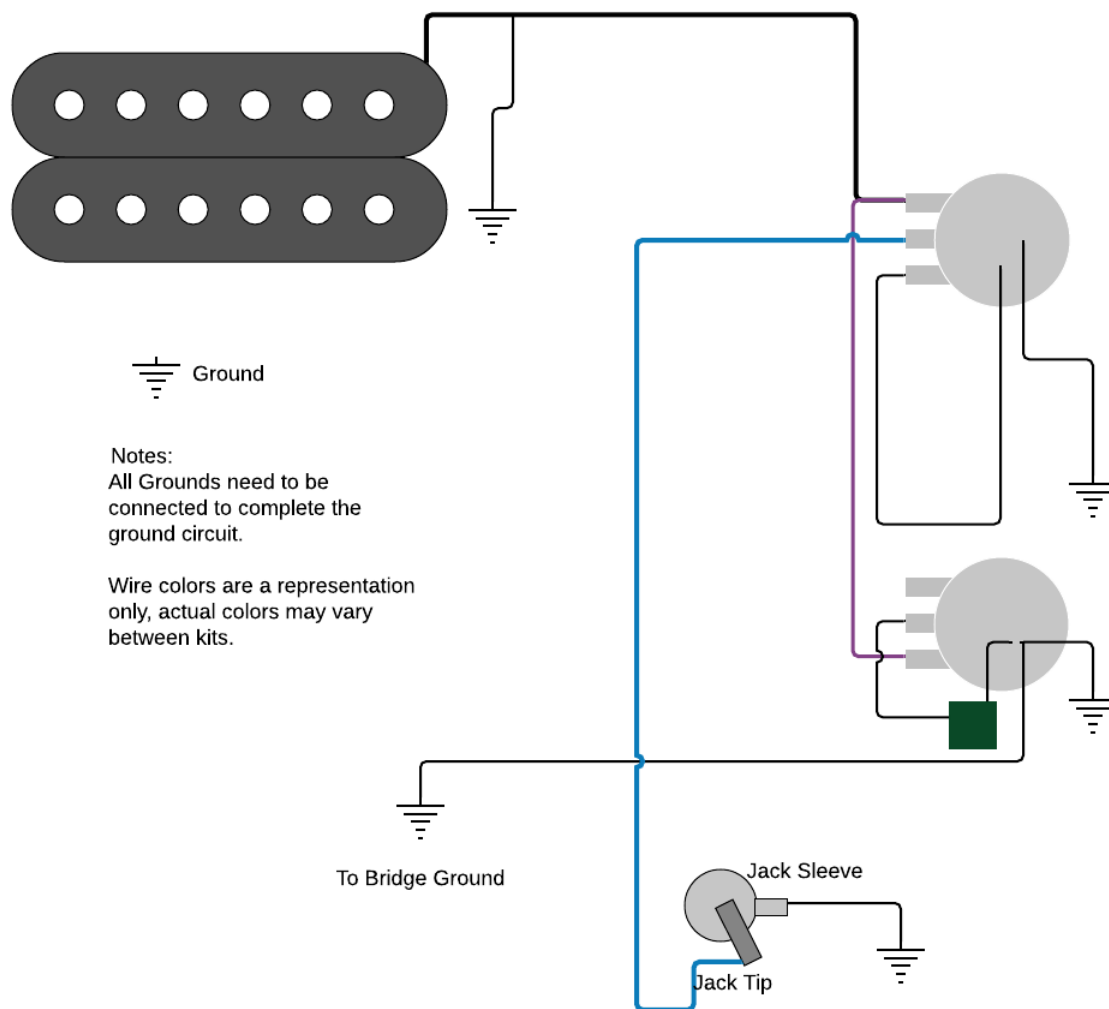 Ground
Notes:
All Grounds need to be
connected to complete the
ground circuit.
Wire colors are a representation
only, actual colors may vary
between kits.
To Bridge Ground
Jack Sleeve
Jack Tip